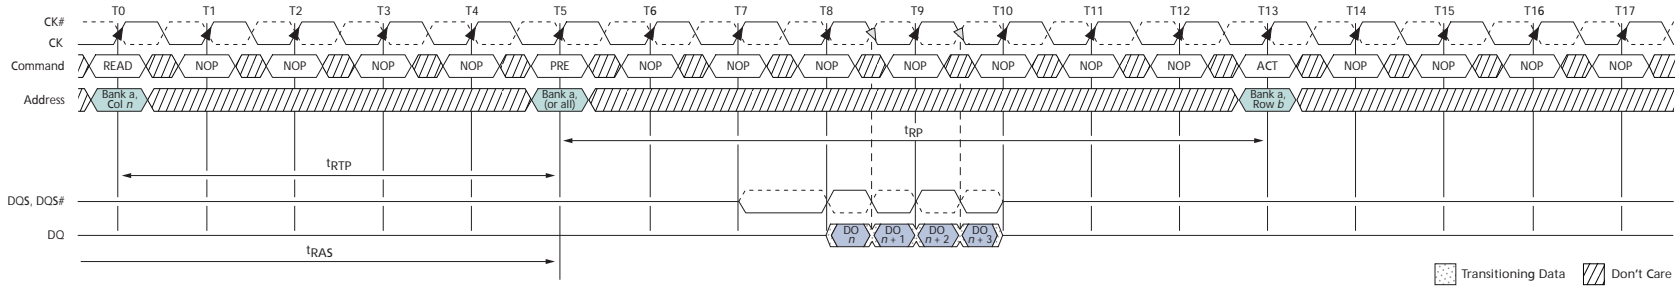 T0 T1 T2 T3 T4 T5 T6 T7 T8 T9 T10 T11 T12 T13 T14 T15 T16 T17
CK#
CK
Command READ NOP NOP NOP NOP PRE NOP NOP NOP NOP NOP NOP NOP ACT NOP NOP NOP NOP
Address Bank a, Col n Bank a, (or all) Bank a, Row b
tRP
tRTP
DQS, DQS#
DQ DO n DO n + 1 DO n + 2 DO n + 3
tRAS
Transitioning Data Don't Care